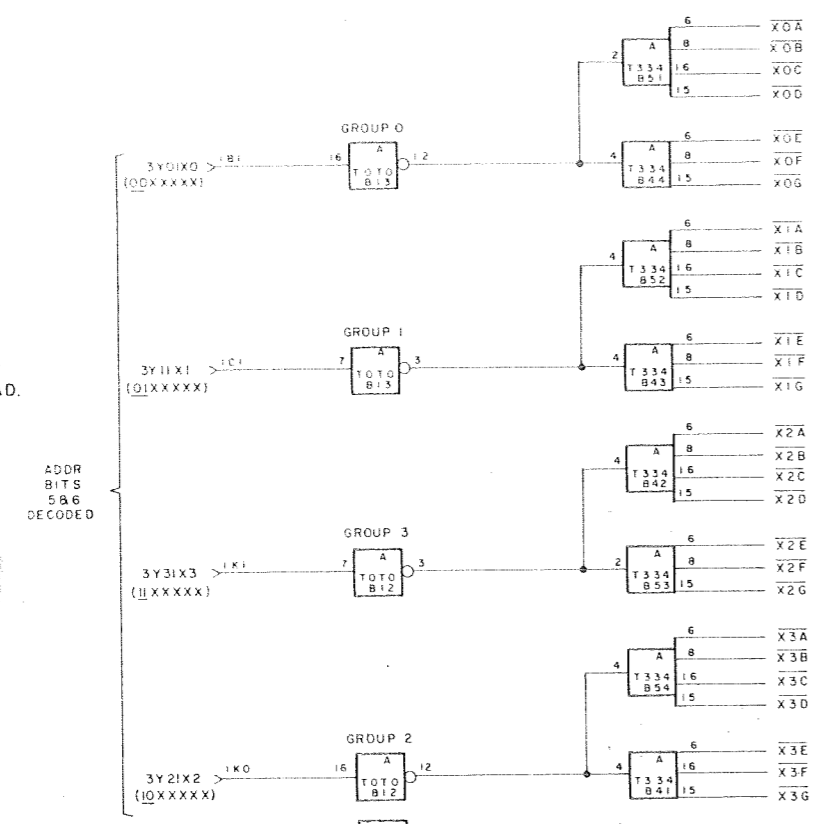 6 X0A
8 X0B
2 A
T334 16 X0C
B51
15 X0D
GROUP 0
6 X0E
A
3Y01X0 1B1 16 A 12 4 8 X0F
(00XXXXX) T0T0 T334
B13 B44 15 X0G
6 X1A
A
4 8 X1B
T334 16 X1C
B52
15 X1D
GROUP 1
6 X1E
A
3Y11X1 1C1 7 A 3 4 8 X1F
(01XXXXX) T0T0 T334
B13 B43 15 X1G
AD.
6 X2A
A
4 8 X2B
T334 16 X2C
B42
15 X2D
ADDR
BITS
5&6
DECODED
GROUP 3
6 X2E
A
3Y31X3 1K1 7 A 3 2 8 X2F
(11XXXXX) T0T0 T334
B12 B53 15 X2G
6 X3A
A
4 8 X3B
T334 16 X3C
B54
15 X3D
GROUP 2
6 X3E
A
3Y21X2 1K0 16 A 12 4 16 X3F
(10XXXXX) T0T0 T334
B12 B41 15 X3G